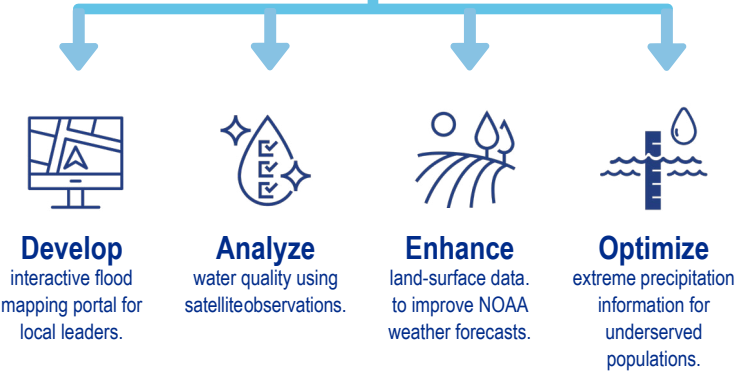 Develop
interactive flood
mapping portal for
local leaders.
Analyze
water quality using
satelliteobservations.
Enhance
land-surface data.
to improve NOAA
weather forecasts.
Optimize
extreme precipitation
information for
underserved
populations.